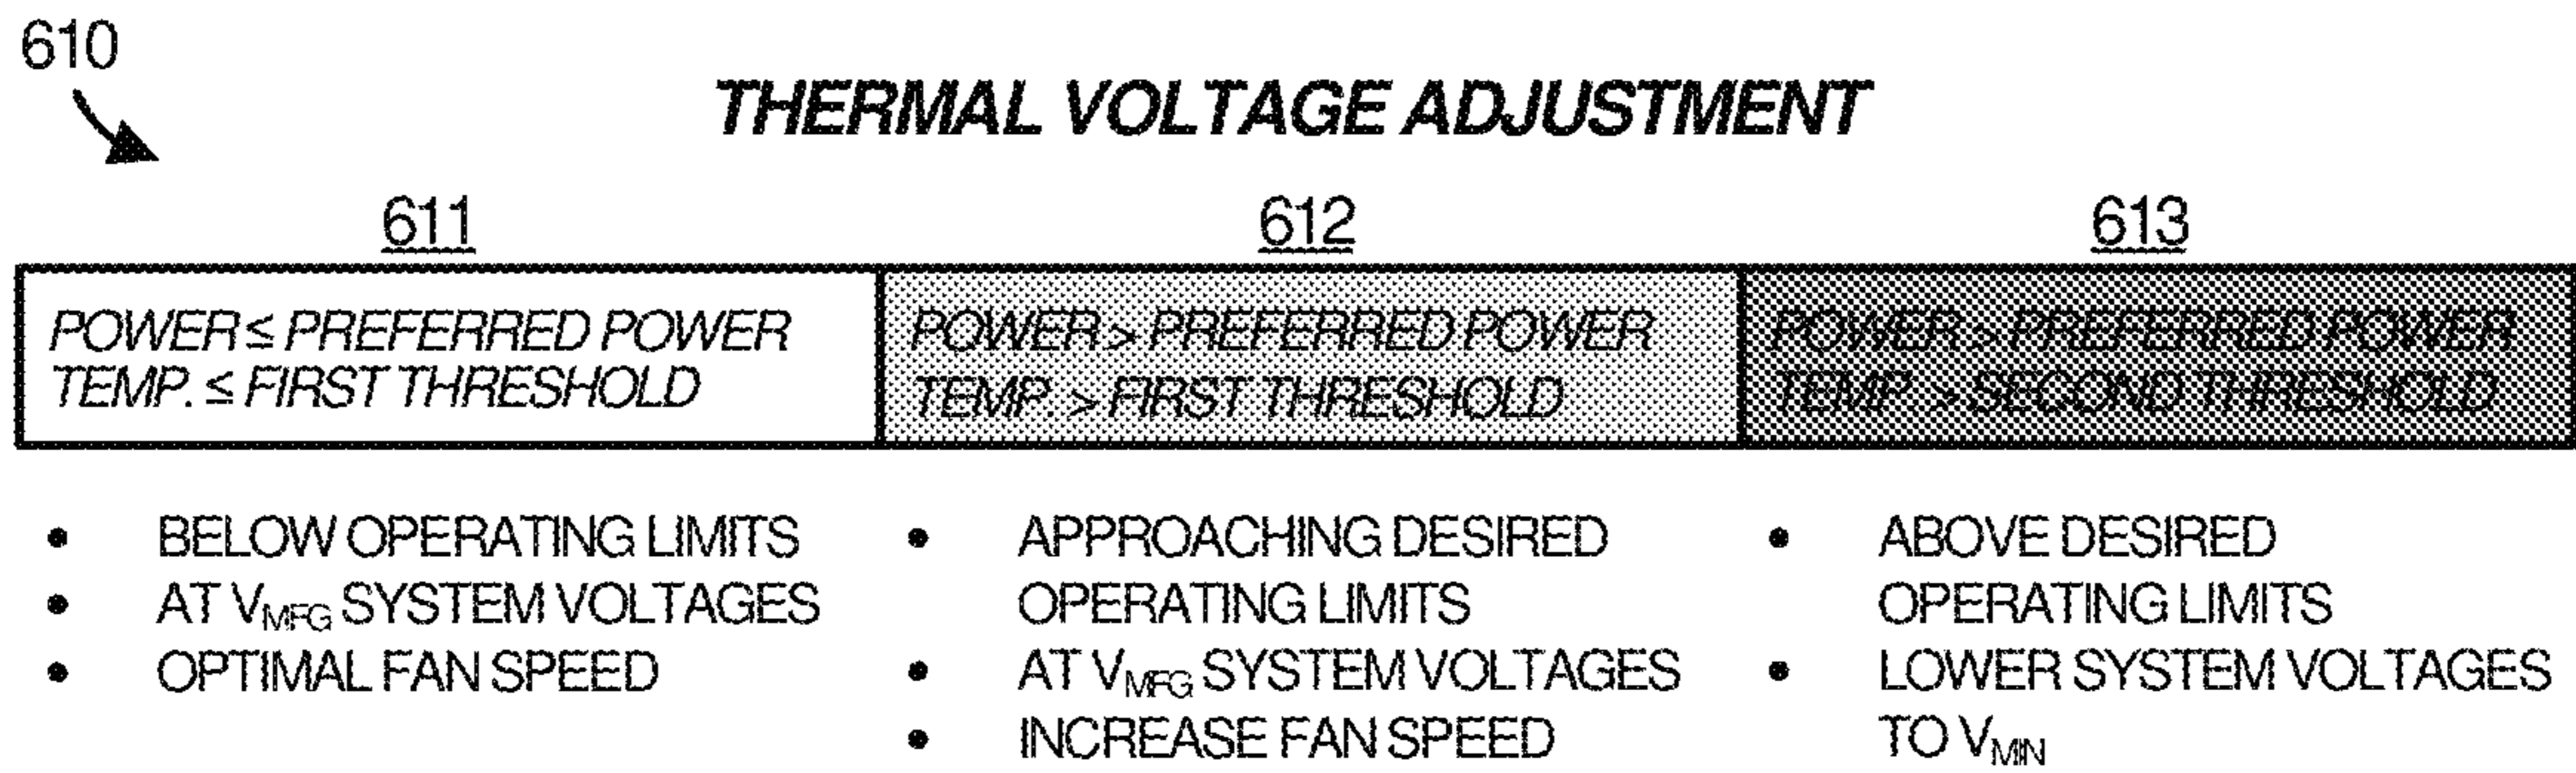 610
THERMAL VOLTAGE ADJUSTMENT
611
612
613
POWER ≤ PREFERRED POWER
TEMP. ≤ FIRST THRESHOLD
POWER > PREFERRED POWER
TEMP. > FIRST THRESHOLD
POWER > PREFERRED POWER
TEMP. > SECOND THRESHOLD
• BELOW OPERATING LIMITS
• AT VMFG SYSTEM VOLTAGES
• OPTIMAL FAN SPEED
• APPROACHING DESIRED
OPERATING LIMITS
• AT VMFG SYSTEM VOLTAGES
• INCREASE FAN SPEED
• ABOVE DESIRED
OPERATING LIMITS
• LOWER SYSTEM VOLTAGES
TO VMIN